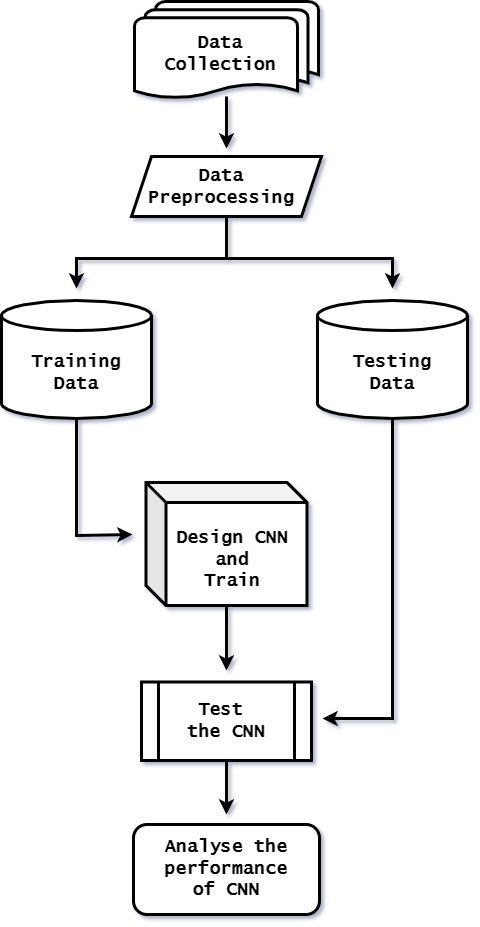 Data
Collection
Data
Preprocessing
Training
Data
Testing
Data
Design CNN
and
Train
Test
the CNN
Analyse the
performance
of CNN